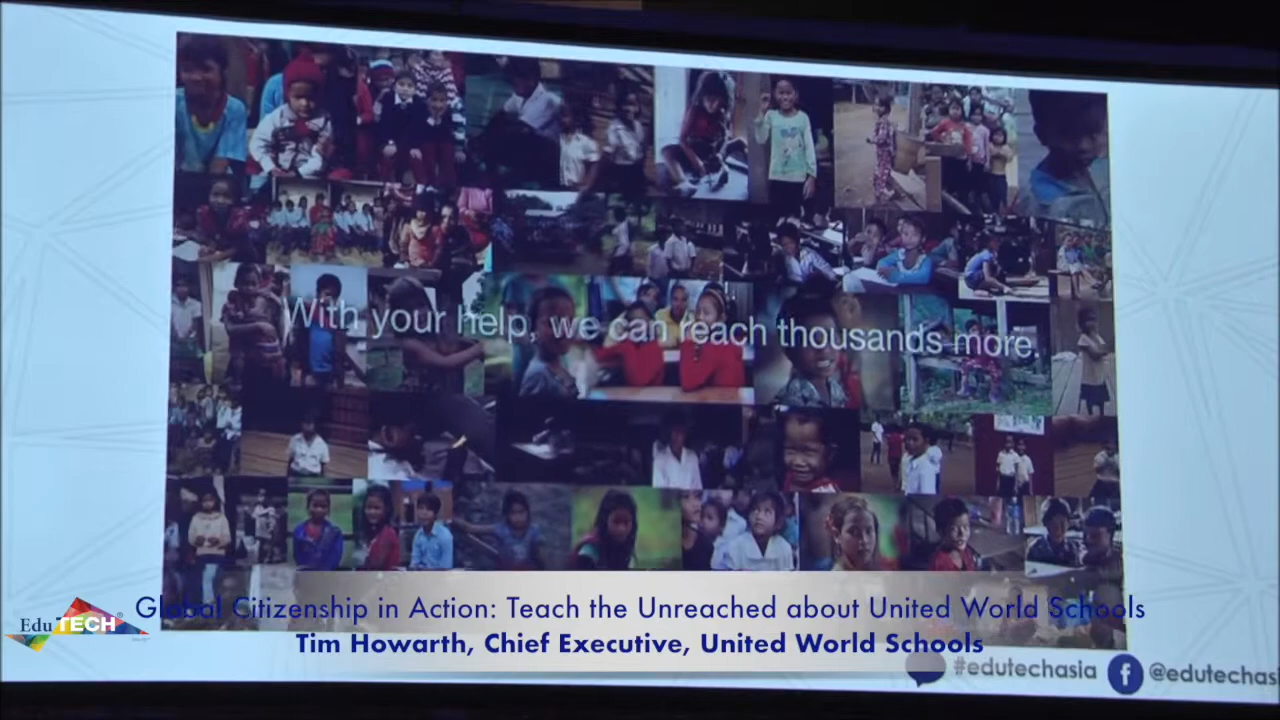 With your help, we can reach thousands more.
Global Citizenship in Action: Teach the Unreached about United World Schools
EduTECH®
Tim Howarth, Chief Executive, United World Schools
#edutechasia
@edutechas